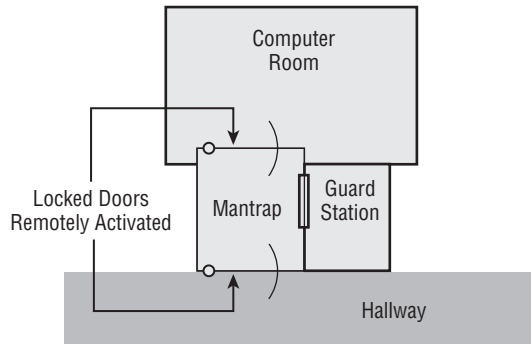 Computer
Room
Locked Doors
Remotely Activated
Mantrap
Guard
Station
Hallway